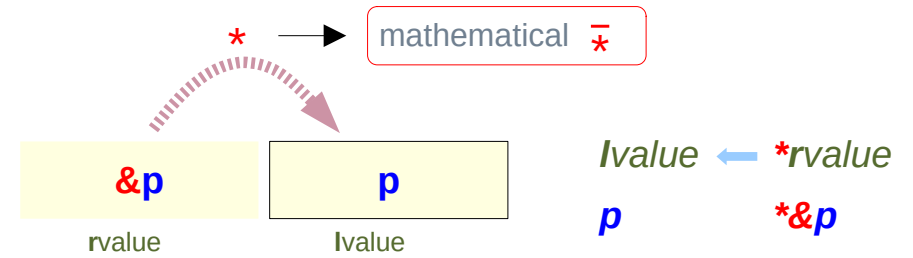 * mathematical *̅
&p p
rvalue lvalue
lvalue *rvalue
p *&p